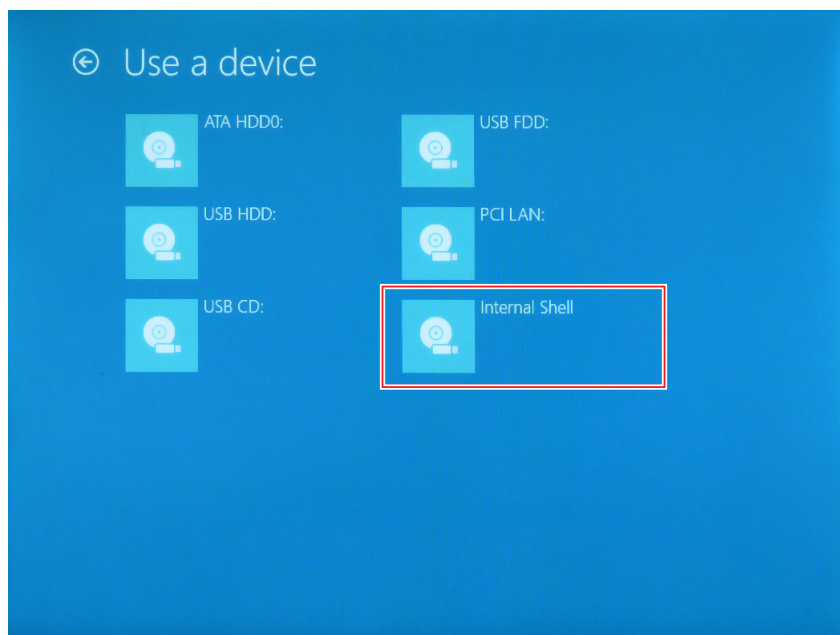 Use a device
ATA HDD0:
USB FDD:
USB HDD:
PCI LAN:
USB CD:
Internal Shell